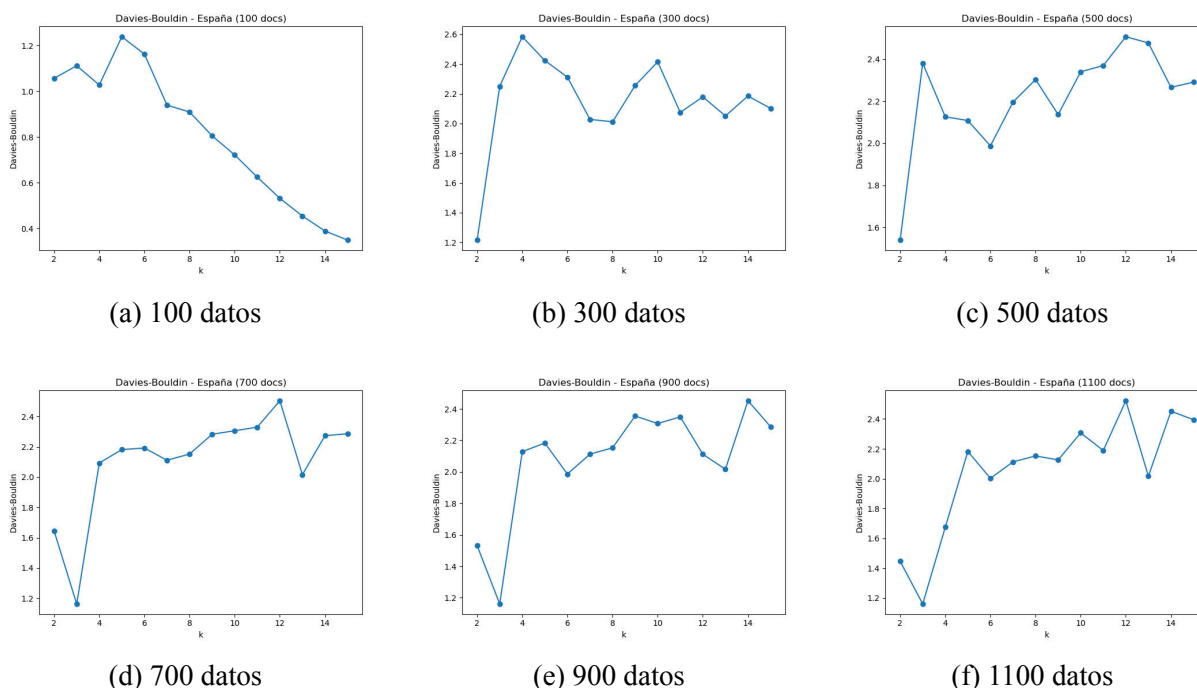 Davies-Bouldin - España (100 docs)
Davies-Bouldin
1.2
1.0
0.8
0.6
0.4
2 4 6 8 10 12 14
k
(a) 100 datos
Davies-Bouldin - España (300 docs)
Davies-Bouldin
2.6
2.4
2.2
2.0
1.8
1.6
1.4
1.2
2 4 6 8 10 12 14
k
(b) 300 datos
Davies-Bouldin - España (500 docs)
Davies-Bouldin
2.4
2.2
2.0
1.8
1.6
2 4 6 8 10 12 14
k
(c) 500 datos
Davies-Bouldin - España (700 docs)
Davies-Bouldin
2.4
2.2
2.0
1.8
1.6
1.4
1.2
2 4 6 8 10 12 14
k
(d) 700 datos
Davies-Bouldin - España (900 docs)
Davies-Bouldin
2.4
2.2
2.0
1.8
1.6
1.4
1.2
2 4 6 8 10 12 14
k
(e) 900 datos
Davies-Bouldin - España (1100 docs)
Davies-Bouldin
2.4
2.2
2.0
1.8
1.6
1.4
1.2
2 4 6 8 10 12 14
k
(f) 1100 datos